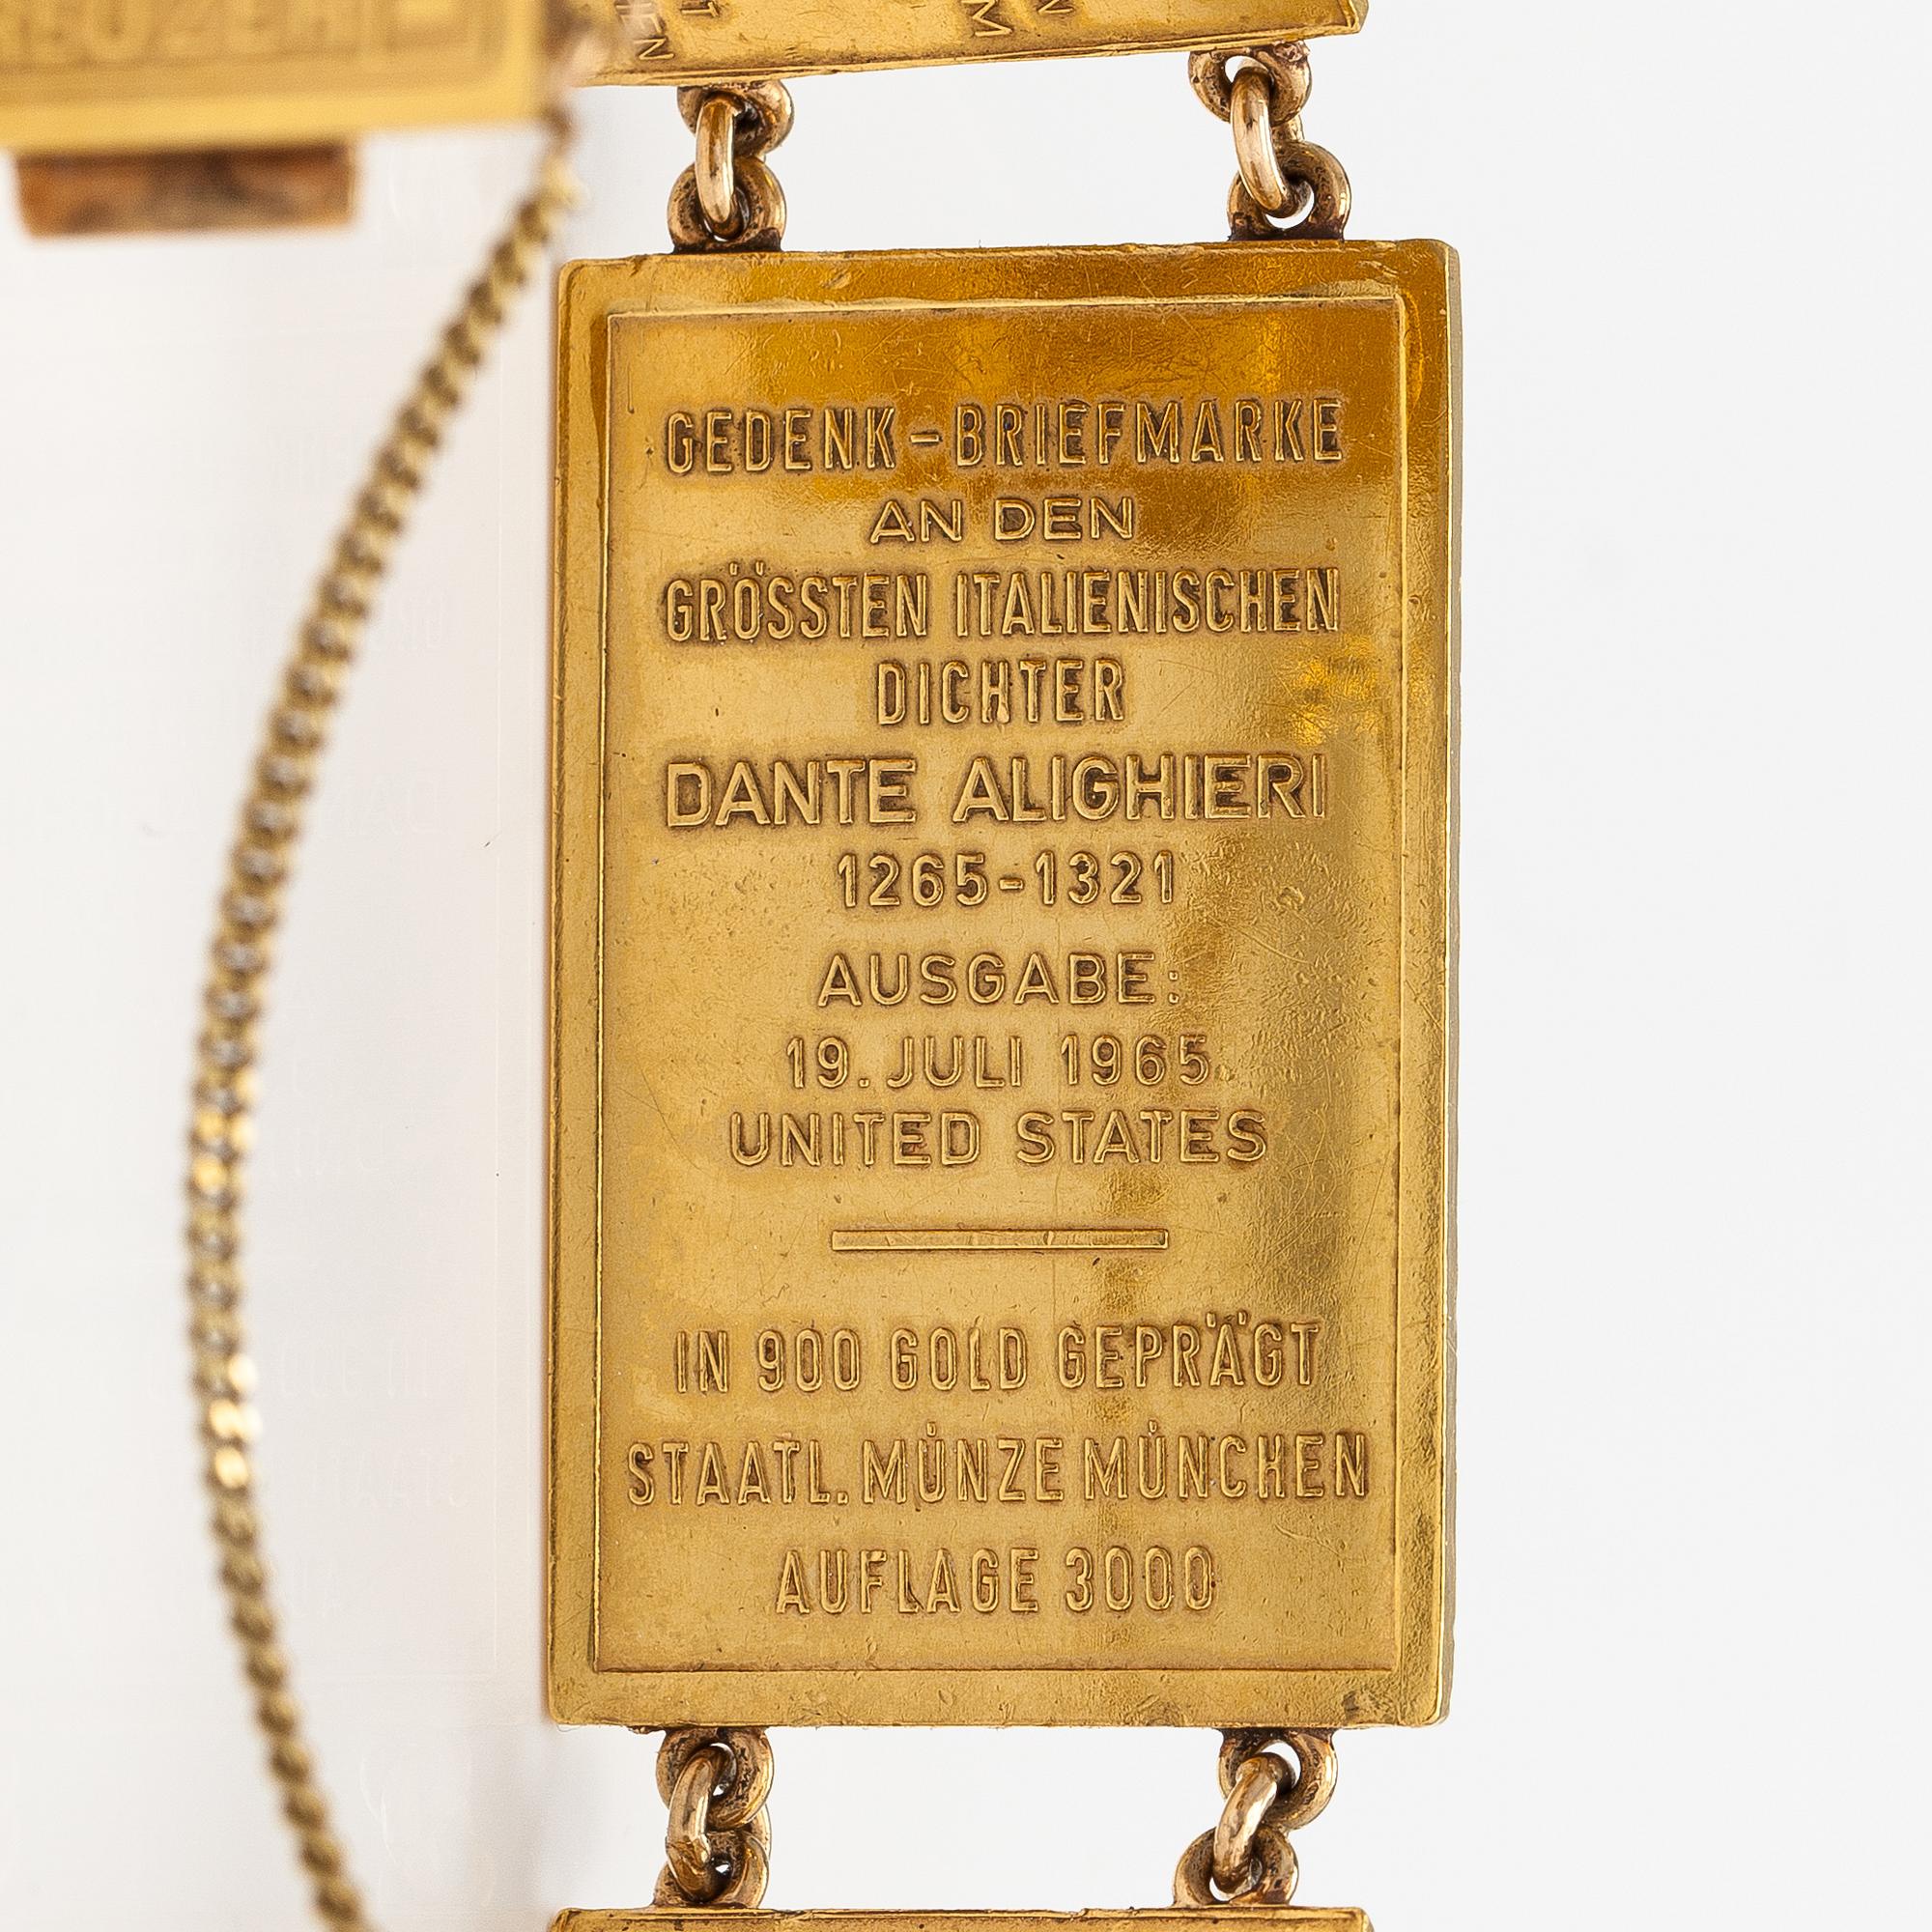 GEDENK-BRIEFMARKE
AN DEN
GRÖSSTEN ITALIENISCHEN
DICHTER
DANTE ALIGHIERI
1265-1321
AUSGABE:
19. JULI 1965
UNITED STATES
IN 900 GOLD GEPRÄGT
STAATL. MÜNZE MÜNCHEN
AUFLAGE 3000